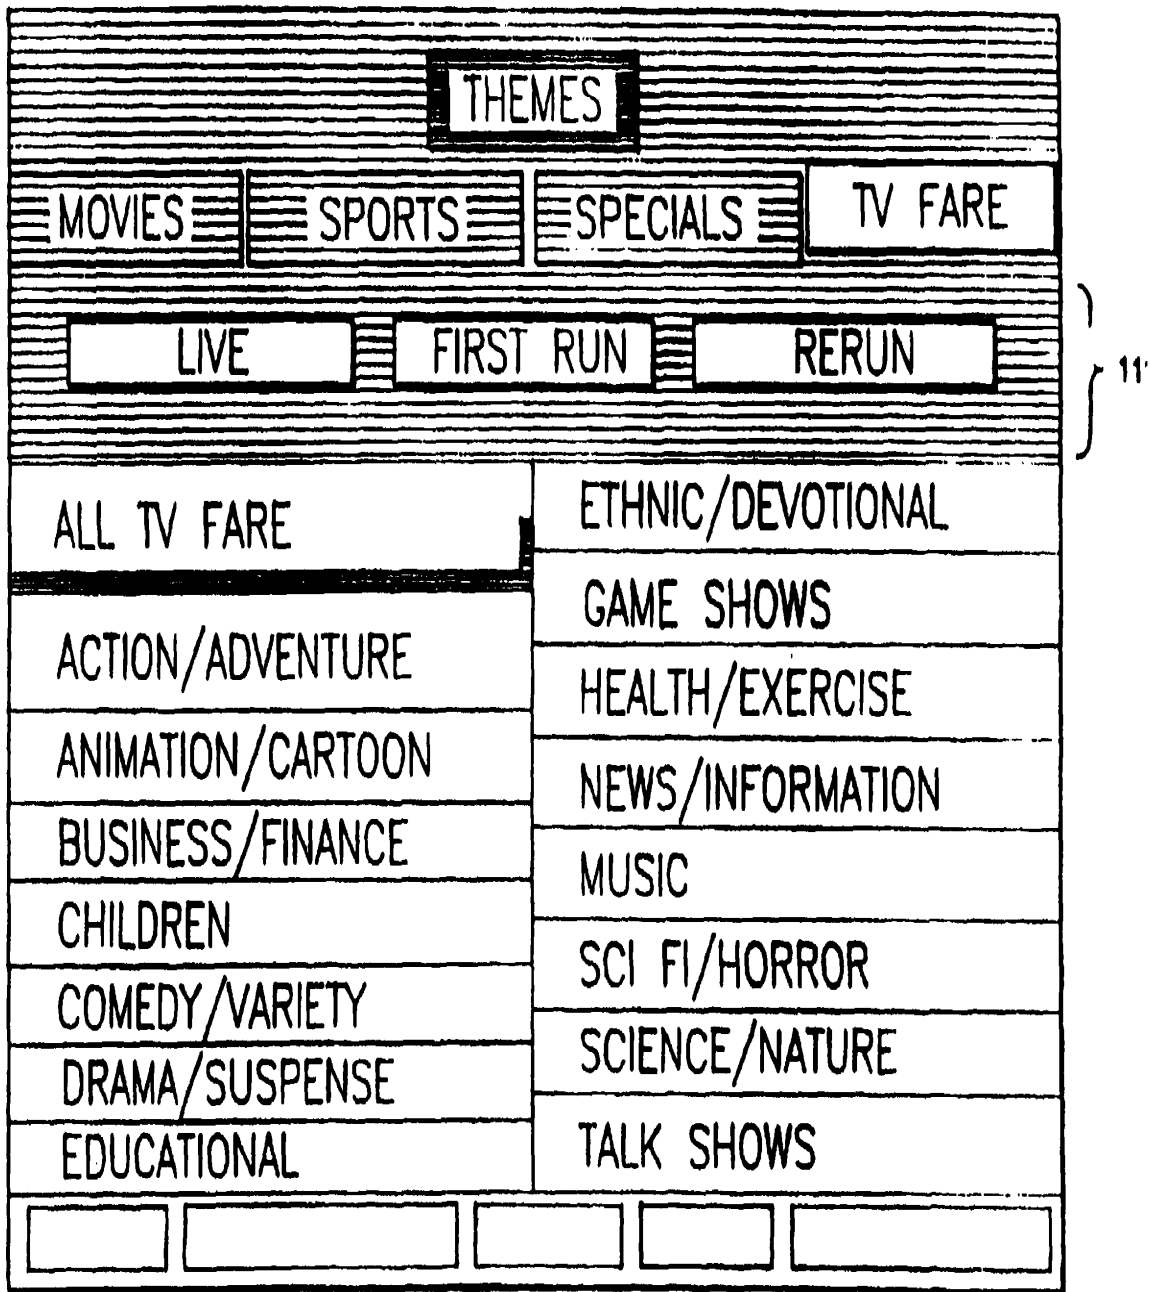 THEMES
MOVIES SPORTS SPECIALS TV FARE
LIVE FIRST RUN RERUN
11'
ALL TV FARE
ACTION/ADVENTURE
ANIMATION/CARTOON
BUSINESS/FINANCE
CHILDREN
COMEDY/VARIETY
DRAMA/SUSPENSE
EDUCATIONAL
ETHNIC/DEVOTIONAL
GAME SHOWS
HEALTH/EXERCISE
NEWS/INFORMATION
MUSIC
SCI FI/HORROR
SCIENCE/NATURE
TALK SHOWS